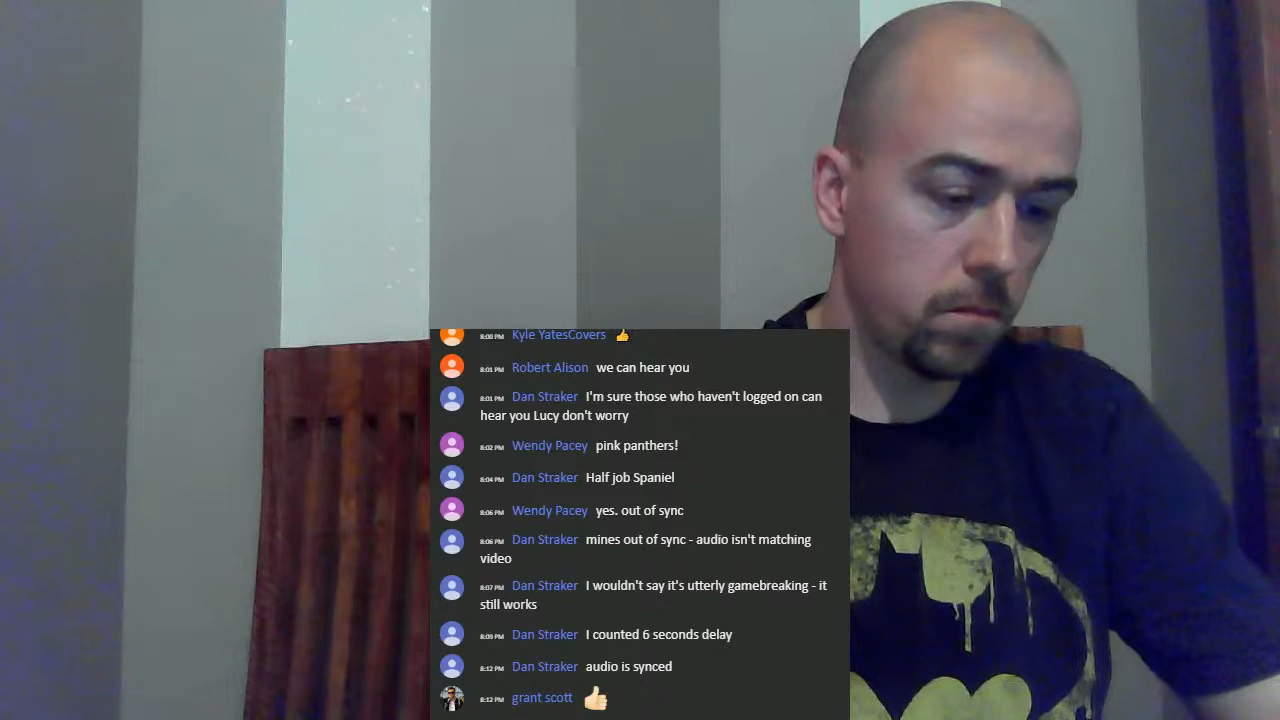 8:00 PM Kyle YatesCovers 👍
8:01 PM Robert Alison we can hear you
8:01 PM Dan Straker I'm sure those who haven't logged on can
hear you Lucy don't worry
8:02 PM Wendy Pacey pink panthers!
8:04 PM Dan Straker Half job Spaniel
8:06 PM Wendy Pacey yes. out of sync
8:06 PM Dan Straker mines out of sync - audio isn't matching
video
8:07 PM Dan Straker I wouldn't say it's utterly gamebreaking - it
still works
8:09 PM Dan Straker I counted 6 seconds delay
8:12 PM Dan Straker audio is synced
8:12 PM grant scott 👍